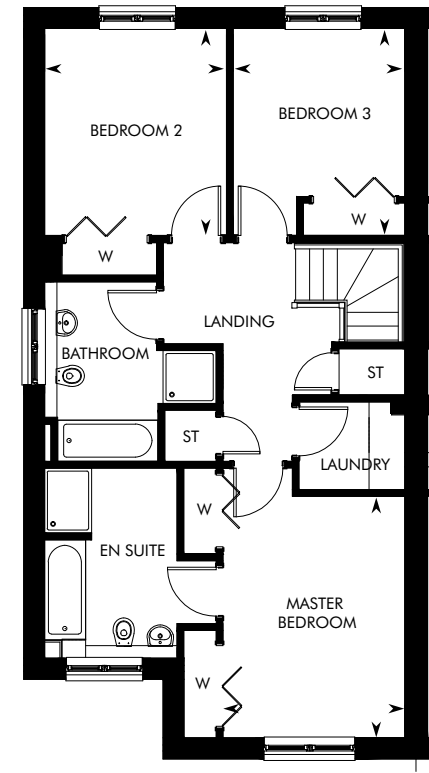 BEDROOM 2
BEDROOM 3
W
W
LANDING
BATHROOM
ST
ST
LAUNDRY
W
EN SUITE
MASTER
BEDROOM
W